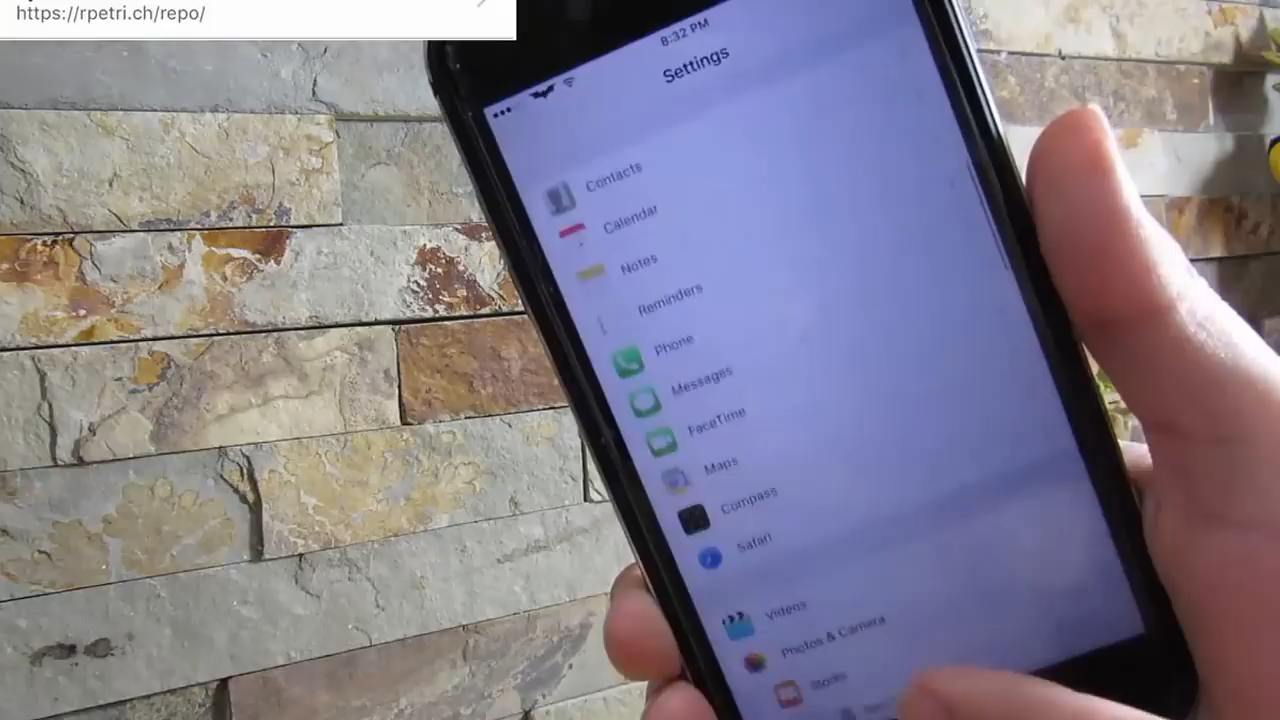 https://rpetri.ch/repo/
8:32 PM
Settings
Contacts
Calendar
Notes
Reminders
Phone
Messages
FaceTime
Maps
Compass
Safari
Videos
Photos & Camera